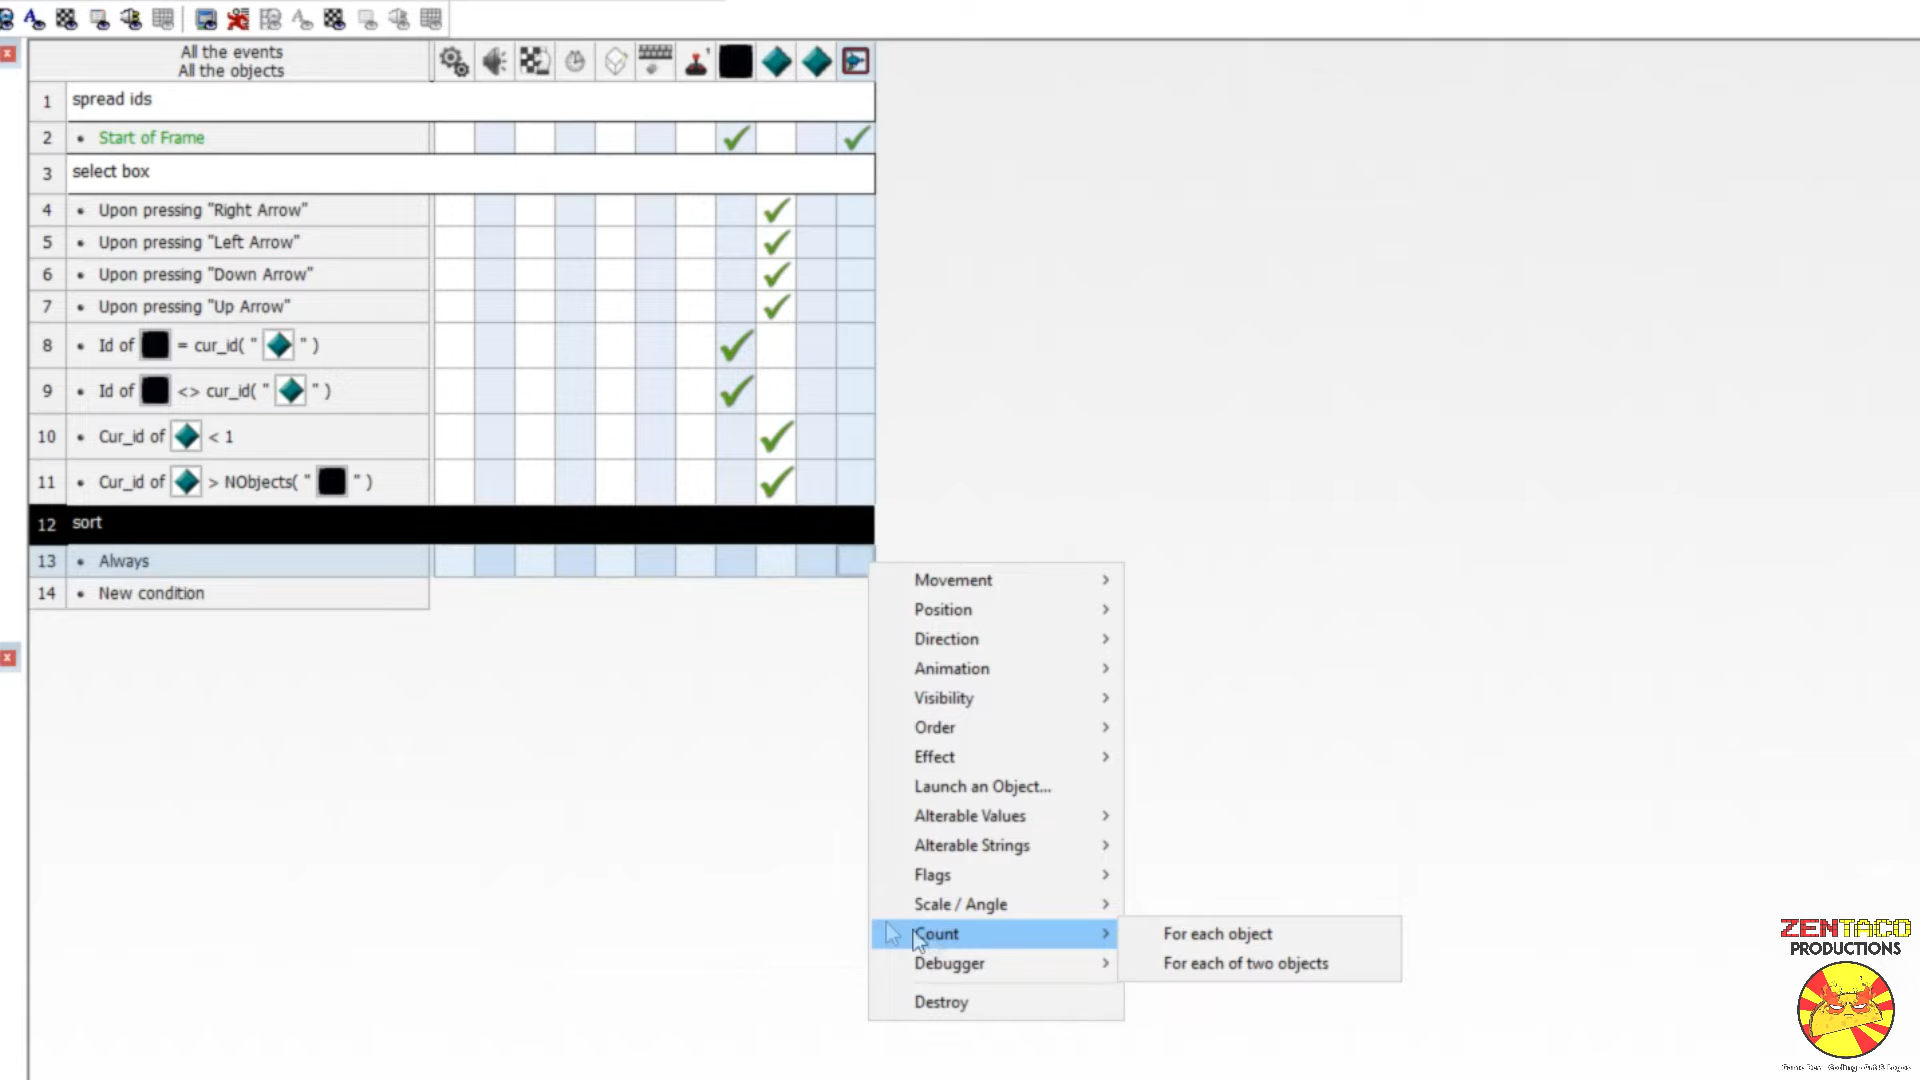 All the events
All the objects
1 spread ids
2 • Start of Frame
3 select box
4 • Upon pressing "Right Arrow"
5 • Upon pressing "Left Arrow"
6 • Upon pressing "Down Arrow"
7 • Upon pressing "Up Arrow"
8 • Id of = cur_id( " " )
9 • Id of <> cur_id( " " )
10 • Cur_id of < 1
11 • Cur_id of > NObjects( " " )
12 sort
13 • Always
14 • New condition
Movement
Position
Direction
Animation
Visibility
Order
Effect
Launch an Object...
Alterable Values
Alterable Strings
Flags
Scale / Angle
Count
Debugger
Destroy
For each object
For each of two objects
ZENTACO
PRODUCTIONS